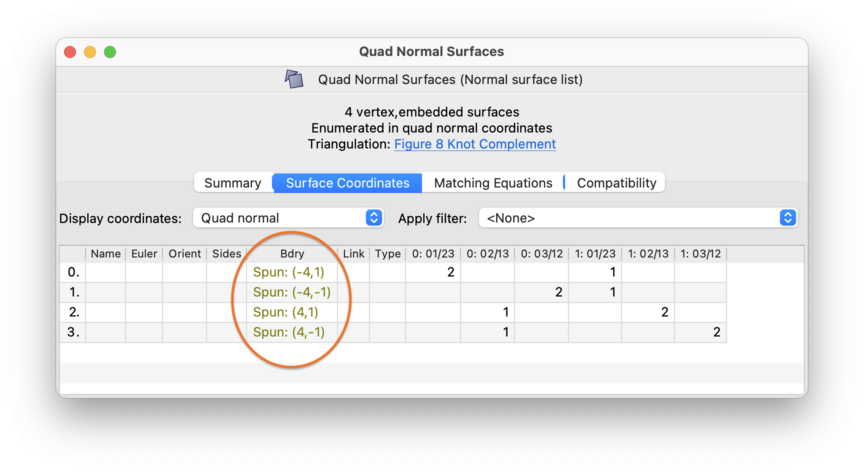 Quad Normal Surfaces
Quad Normal Surfaces (Normal surface list)
4 vertex,embedded surfaces
Enumerated in quad normal coordinates
Triangulation: Figure 8 Knot Complement
Summary Surface Coordinates Matching Equations Compatibility
Display coordinates: Quad normal Apply filter: <None>
Name Euler Orient Sides Bdry Link Type 0: 01/23 0: 02/13 0: 03/12 1: 01/23 1: 02/13 1: 03/12
0. Spun: (-4,1) 2 1
1. Spun: (-4,-1) 2 1
2. Spun: (4,1) 1 2
3. Spun: (4,-1) 1 2